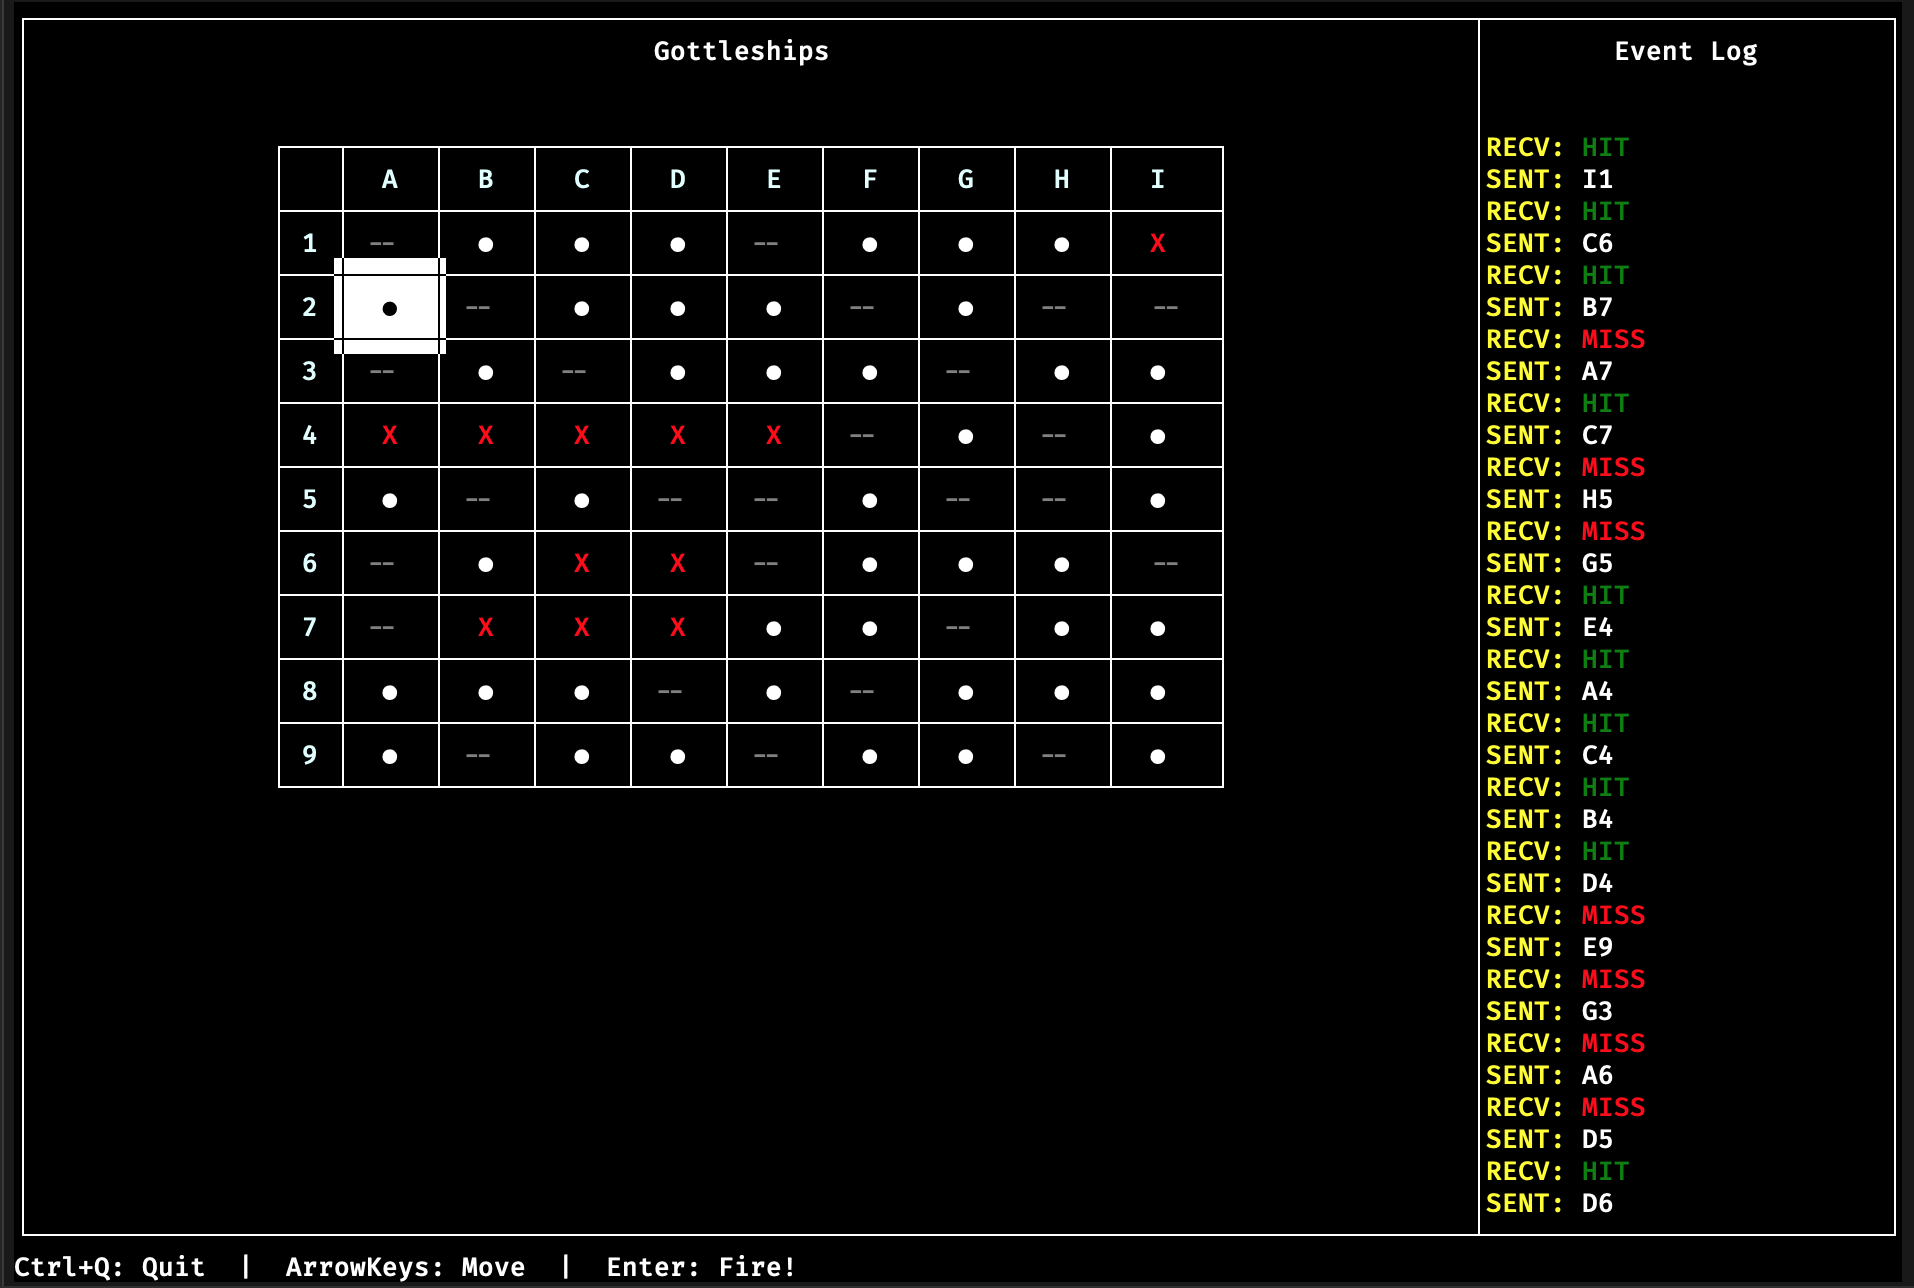 Gottleships
Event Log
A B C D E F G H I
1 -- ● ● ● -- ● ● ● X
2 ● -- ● ● ● -- ● -- --
3 -- ● -- ● ● ● -- ● ●
4 X X X X X -- ● -- ●
5 ● -- ● -- -- ● -- -- ●
6 -- ● X X -- ● ● ● --
7 -- X X X ● ● -- ● ●
8 ● ● ● -- ● -- ● ● ●
9 ● -- ● ● -- ● ● -- ●
RECV: HIT
SENT: I1
RECV: HIT
SENT: C6
RECV: HIT
SENT: B7
RECV: MISS
SENT: A7
RECV: HIT
SENT: C7
RECV: MISS
SENT: H5
RECV: MISS
SENT: G5
RECV: HIT
SENT: E4
RECV: HIT
SENT: A4
RECV: HIT
SENT: C4
RECV: HIT
SENT: B4
RECV: HIT
SENT: D4
RECV: MISS
SENT: E9
RECV: MISS
SENT: G3
RECV: MISS
SENT: A6
RECV: MISS
SENT: D5
RECV: HIT
SENT: D6
Ctrl+Q: Quit | ArrowKeys: Move | Enter: Fire!